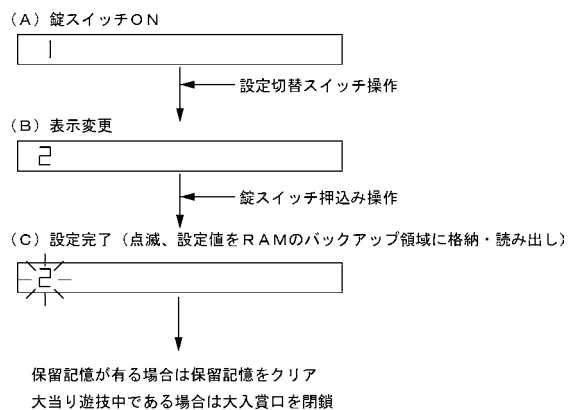 (A) 錠スイッチON
1
設定切替スイッチ操作
(B) 表示変更
2
錠スイッチ押込み操作
(C) 設定完了 (点滅、設定値をRAMのバックアップ領域に格納・読み出し)
2
保留記憶が有る場合は保留記憶をクリア
大当り遊技中である場合は大入賞口を閉鎖